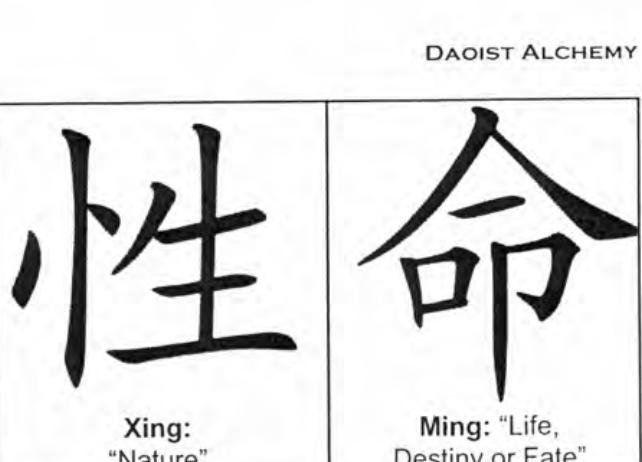 DAOIST ALCHEMY
性
命
Xing:
"Nature"
Ming: "Life,
Destiny or Fate"